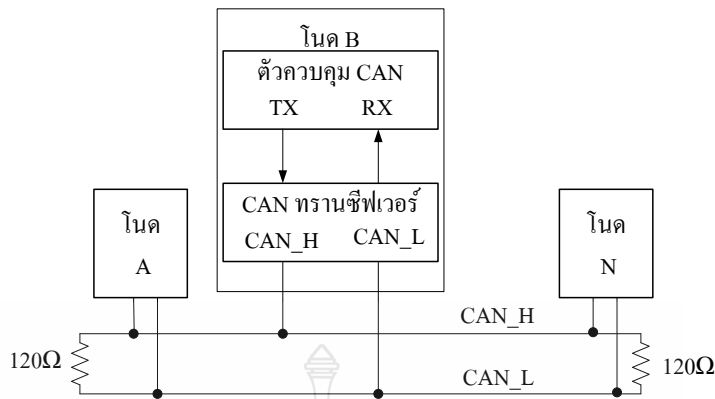 โนด B
ตัวควบคุม CAN
TX RX
CAN ทรานซีฟเวอร์
CAN_H CAN_L
โนด
A
โนด
N
CAN_H
120Ω
120Ω
CAN_L